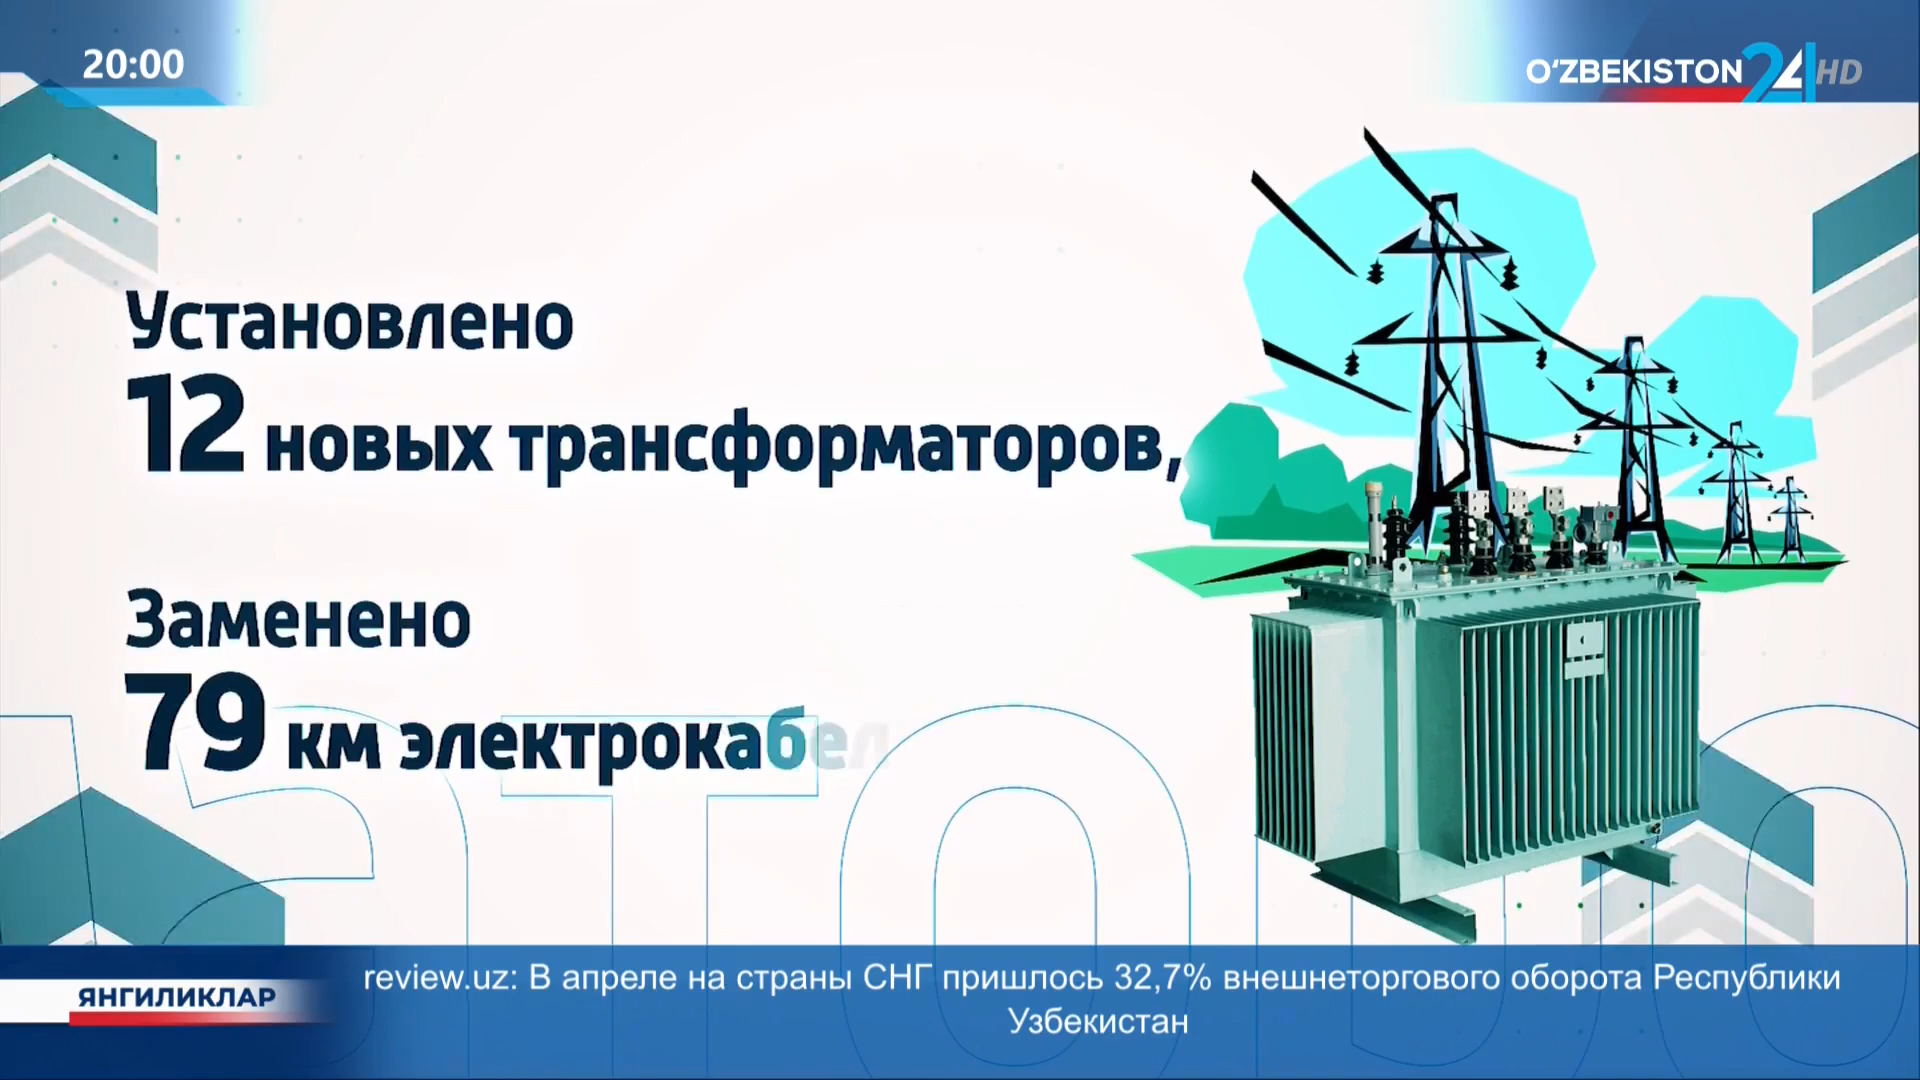 20:00
O‘ZBEKISTON 24 HD
Установлено
12 новых трансформаторов,
Заменено
79 км электрокабел
ЯНГИЛИКЛАР
review.uz: В апреле на страны СНГ пришлось 32,7% внешнеторгового оборота Республики
Узбекистан